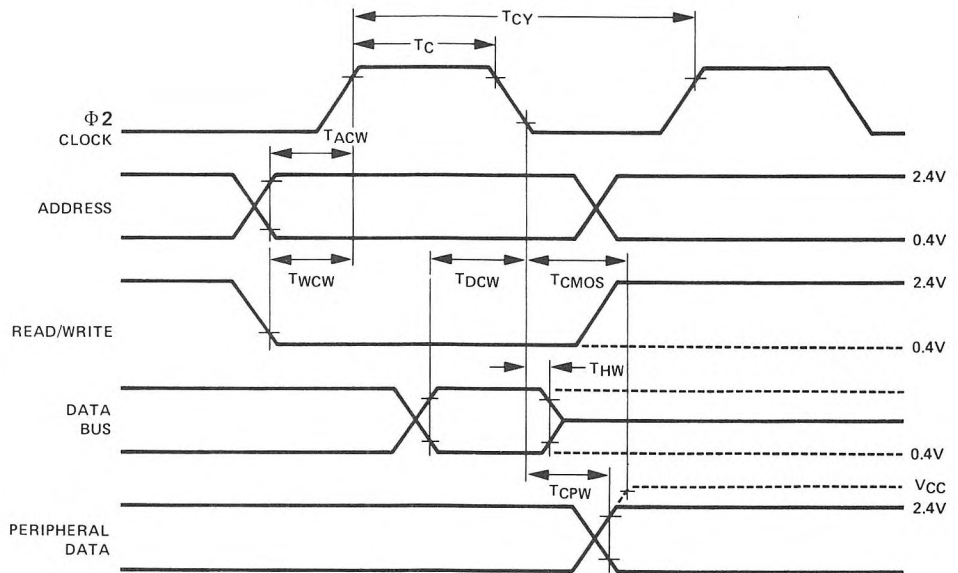 TCY
TC
Φ2
CLOCK
TACW
2.4V
ADDRESS
0.4V
TWCW
TDCW
TCMOS
2.4V
READ/WRITE
0.4V
THW
DATA
BUS
0.4V
TCPW
VCC
2.4V
PERIPHERAL
DATA